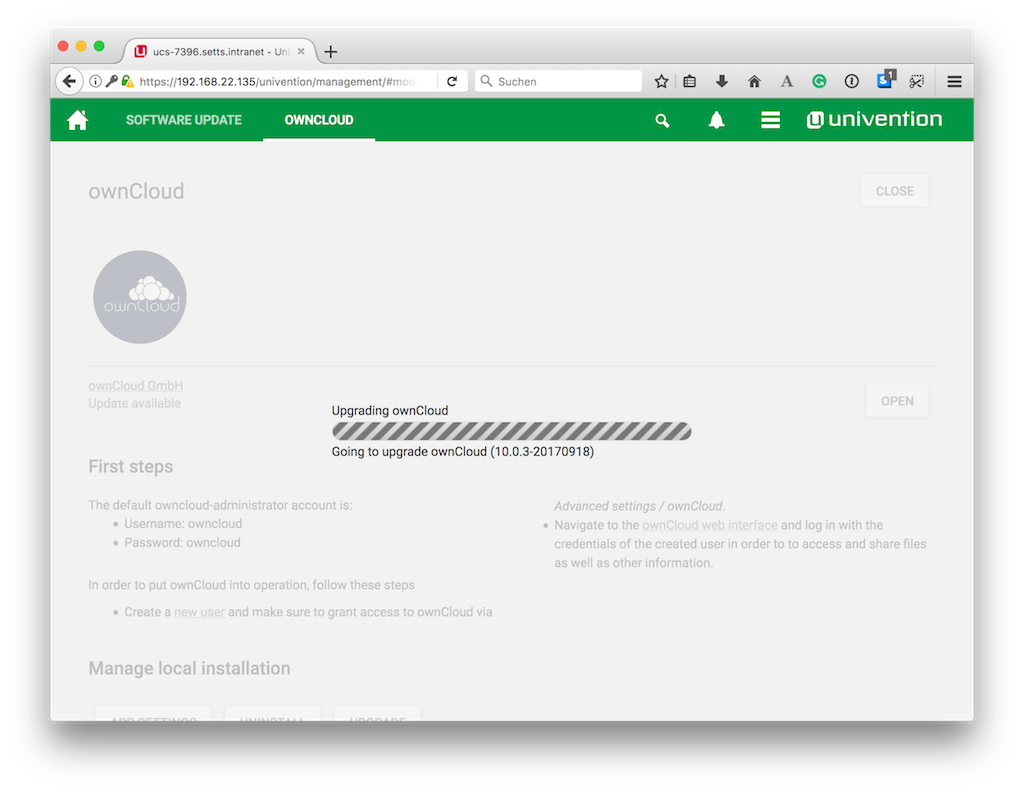 ucs-7396.setts.intranet - Uni
https://192.168.22.135/univention/management/#mod
Suchen
1
SOFTWARE UPDATE
OWNCLOUD
univention
ownCloud
CLOSE
ownCloud
ownCloud GmbH
Update available
OPEN
Upgrading ownCloud
Going to upgrade ownCloud (10.0.3-20170918)
First steps
The default owncloud-administrator account is:
• Username: owncloud
• Password: owncloud
In order to put ownCloud into operation, follow these steps
• Create a new user and make sure to grant access to ownCloud via
Advanced settings / ownCloud.
• Navigate to the ownCloud web interface and log in with the
credentials of the created user in order to to access and share files
as well as other information.
Manage local installation
APP SETTINGS
UNINSTALL
UPGRADE